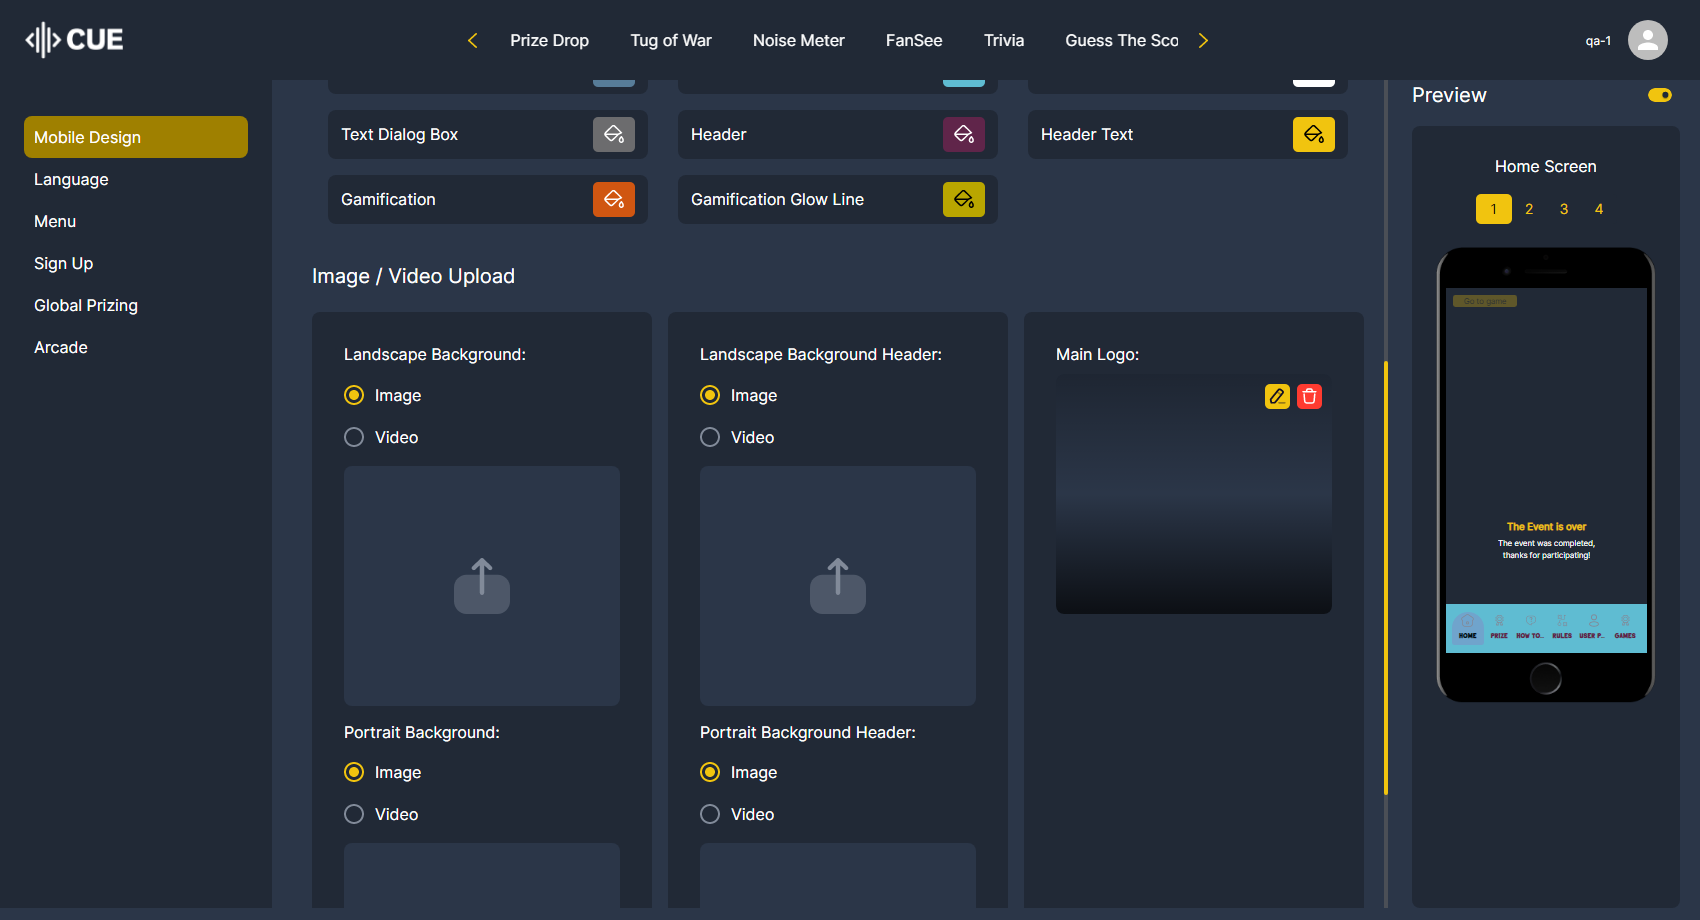 CUE
Prize Drop
Tug of War
Noise Meter
FanSee
Trivia
Guess The Sco
qa-1
Mobile Design
Language
Menu
Sign Up
Global Prizing
Arcade
Text Dialog Box
Header
Header Text
Gamification
Gamification Glow Line
Image / Video Upload
Landscape Background:
Image
Video
Portrait Background:
Image
Video
Landscape Background Header:
Image
Video
Portrait Background Header:
Image
Video
Main Logo:
Preview
Home Screen
1 2 3 4
Go to game
The Event is over
The event was completed,
thanks for participating!
HOME PRIZE HOW TO.. RULES USER P.. GAMES